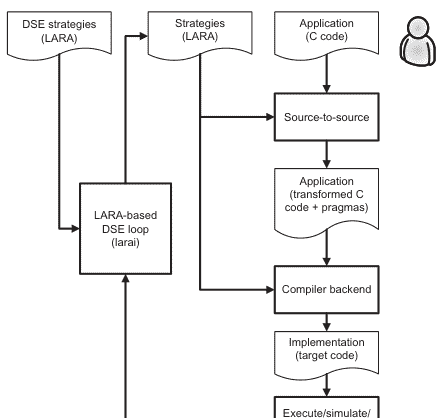 DSE strategies
(LARA)
Strategies
(LARA)
Application
(C code)
Source-to-source
Application
(transformed C
code + pragmas)
LARA-based
DSE loop
(larai)
Compiler backend
Implementation
(target code)
Execute/simulate/